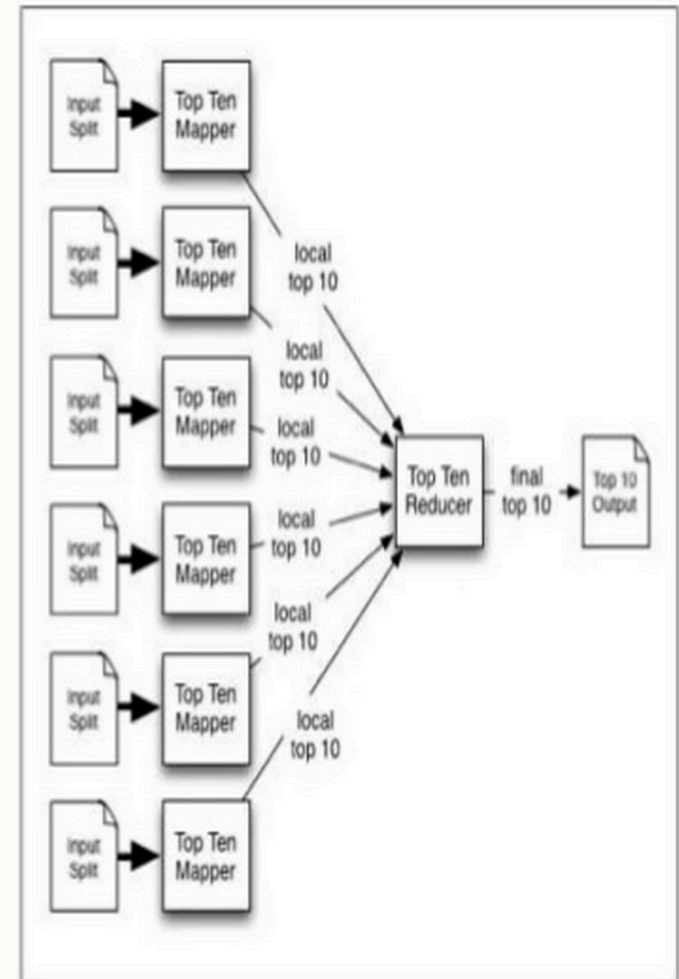 Input
Split
Top Ten
Mapper
local
top 10
Input
Split
Top Ten
Mapper
local
top 10
Input
Split
Top Ten
Mapper
local
top 10
Top Ten
Reducer
final
top 10
Top 10
Output
Input
Split
Top Ten
Mapper
local
top 10
Input
Split
Top Ten
Mapper
local
top 10
Input
Split
Top Ten
Mapper
local
top 10